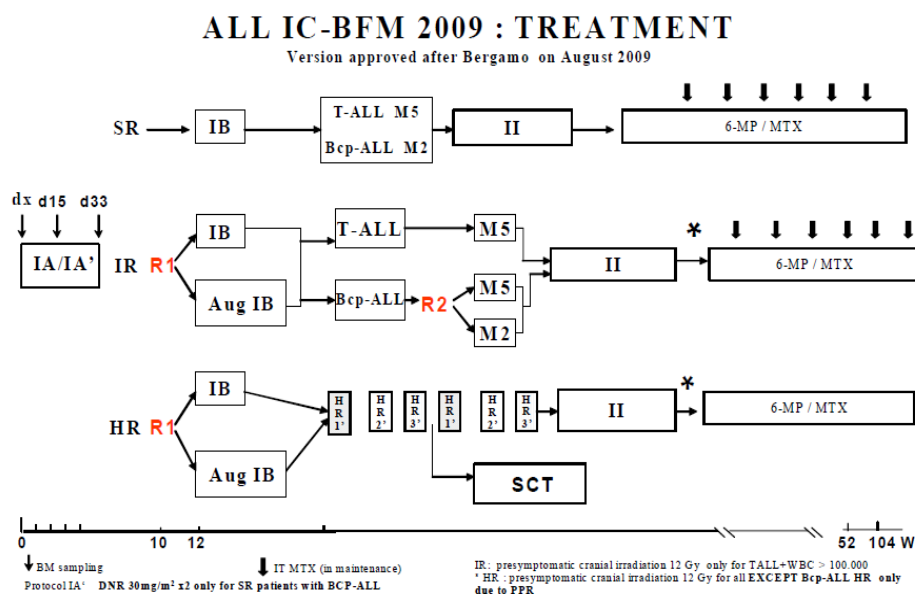 ALL IC-BFM 2009 : TREATMENT
Version approved after Bergamo on August 2009
SR
IB
T-ALL M5
Bcp-ALL M2
II
6-MP / MTX
dx
d15
d33
IA/IA'
IR R1
IB
Aug IB
T-ALL
Bcp-ALL
R2
M5
M5
M2
II
*
6-MP / MTX
HR R1
IB
Aug IB
HR1'
HR2'
HR3'
HR1'
HR2'
HR3'
SCT
II
*
6-MP / MTX
0 10 12 52 104 W
BM sampling
IT MTX (in maintenance)
Protocol IA‘ DNR 30mg/m² x2 only for SR patients with BCP-ALL
IR: presymptomatic cranial irradiation 12 Gy only for TALL+WBC > 100.000
* HR : presymptomatic cranial irradiation 12 Gy for all EXCEPT Bcp-ALL HR only
due to PPR